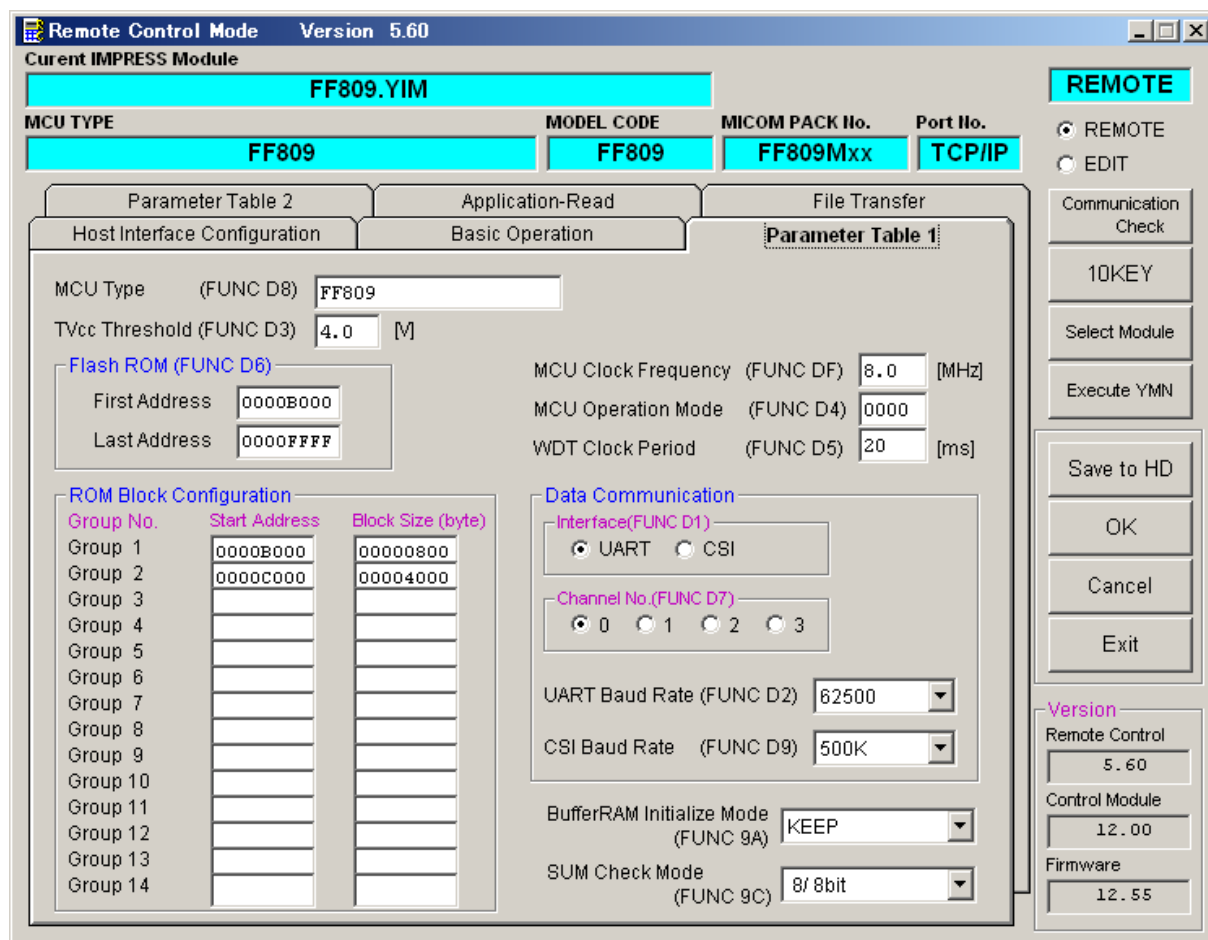 Remote Control Mode Version 5.60
Curent IMPRESS Module
FF809.YIM
REMOTE
MCU TYPE
MODEL CODE
MICOM PACK No.
Port No.
FF809
FF809
FF809Mxx
TCP/IP
REMOTE
EDIT
Parameter Table 2
Application-Read
File Transfer
Host Interface Configuration
Basic Operation
Parameter Table 1
Communication
Check
10KEY
Select Module
Execute YMN
Save to HD
OK
Cancel
Exit
MCU Type (FUNC D8) FF809
TVcc Threshold (FUNC D3) 4.0 [V]
Flash ROM (FUNC D6)
First Address 0000B000
Last Address 0000FFFF
MCU Clock Frequency (FUNC DF) 8.0 [MHz]
MCU Operation Mode (FUNC D4) 0000
WDT Clock Period (FUNC D5) 20 [ms]
ROM Block Configuration
Group No. Start Address Block Size (byte)
Group 1 0000B000 00000800
Group 2 0000C000 00004000
Group 3
Group 4
Group 5
Group 6
Group 7
Group 8
Group 9
Group 10
Group 11
Group 12
Group 13
Group 14
Data Communication
Interface(FUNC D1)
UART CSI
Channel No.(FUNC D7)
0 1 2 3
UART Baud Rate (FUNC D2) 62500
CSI Baud Rate (FUNC D9) 500K
BufferRAM Initialize Mode
(FUNC 9A) KEEP
SUM Check Mode
(FUNC 9C) 8/ 8bit
Version
Remote Control
5.60
Control Module
12.00
Firmware
12.55